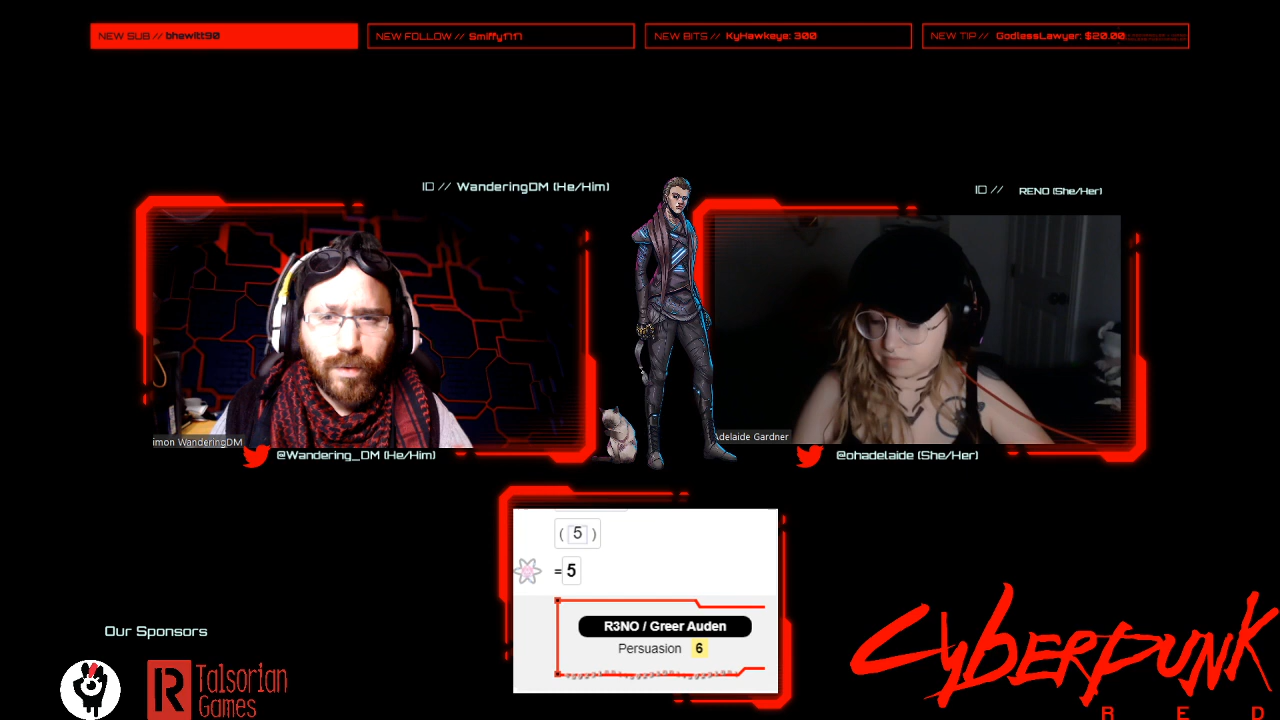 NEW SUB // bhewitt90
NEW FOLLOW // Smiffy1717
NEW BITS // KyHawkeye: 300
NEW TIP // GodlessLawyer: $20.00
ID // WanderingDM (He/Him)
ID // RENO (She/Her)
imon WanderingDM
Adelaide Gardner
@Wandering_DM (He/Him)
@ohadelaide (She/Her)
( 5 )
=5
R3NO / Greer Auden
Persuasion 6
Our Sponsors
R Talsorian
Games
Cyberpunk
RED